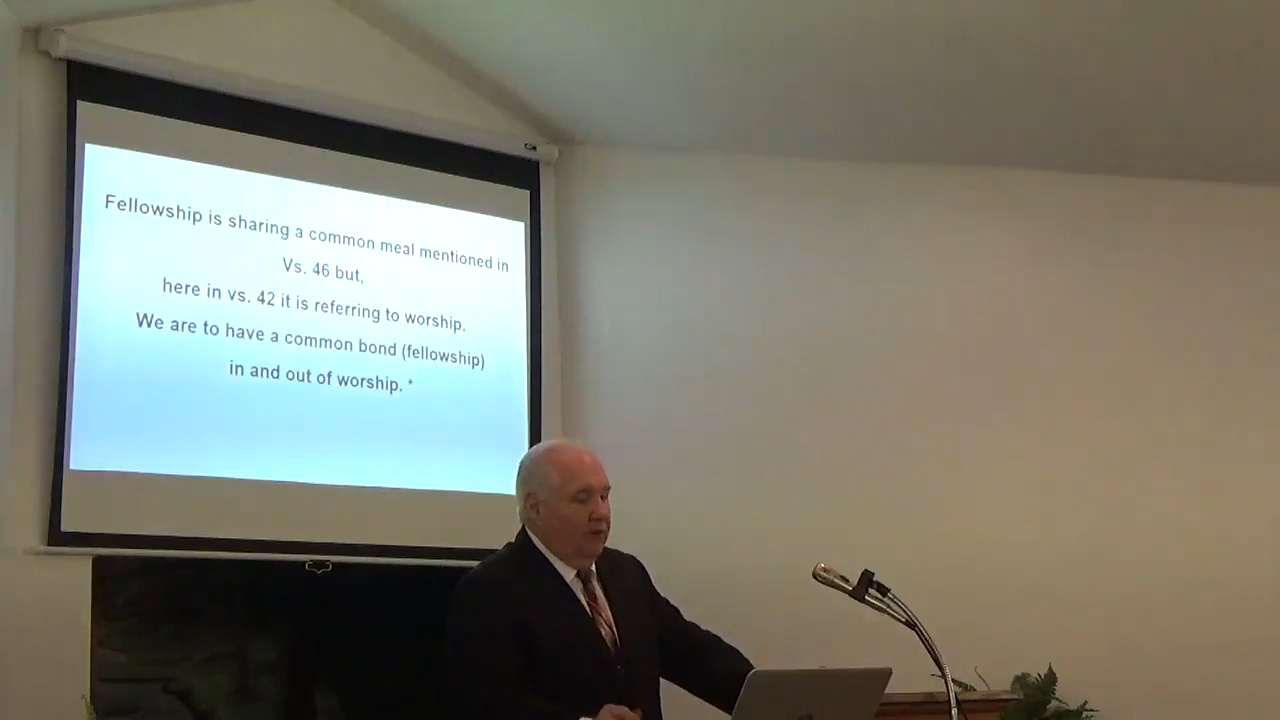 Fellowship is sharing a common meal mentioned in
Vs. 46 but,
here in vs. 42 it is referring to worship.
We are to have a common bond (fellowship)
in and out of worship. *